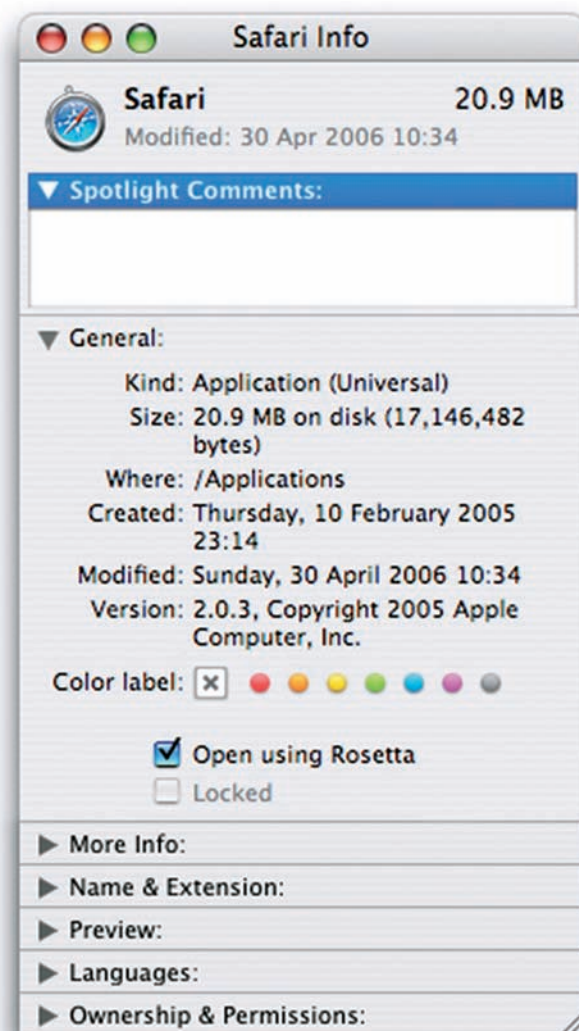 Safari Info
Safari 20.9 MB
Modified: 30 Apr 2006 10:34
Spotlight Comments:
General:
Kind: Application (Universal)
Size: 20.9 MB on disk (17,146,482
bytes)
Where: /Applications
Created: Thursday, 10 February 2005
23:14
Modified: Sunday, 30 April 2006 10:34
Version: 2.0.3, Copyright 2005 Apple
Computer, Inc.
Color label:
Open using Rosetta
Locked
More Info:
Name & Extension:
Preview:
Languages:
Ownership & Permissions: